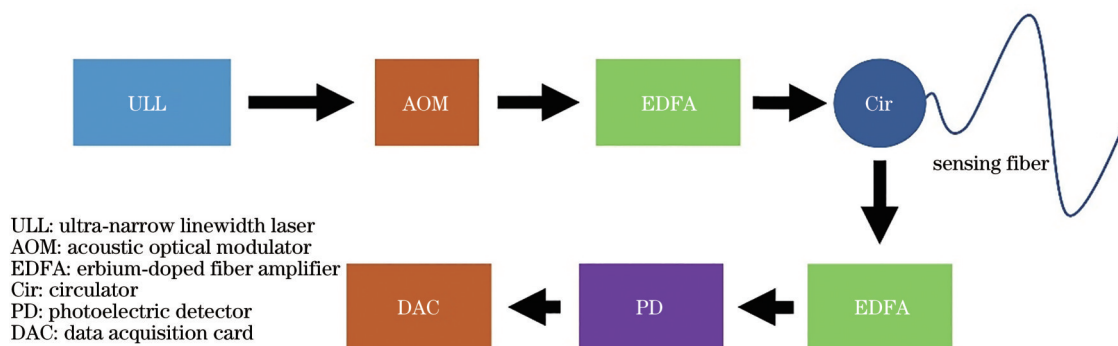 ULL
AOM
EDFA
Cir
sensing fiber
ULL: ultra-narrow linewidth laser
AOM: acoustic optical modulator
EDFA: erbium-doped fiber amplifier
Cir: circulator
PD: photoelectric detector
DAC: data acquisition card
DAC
PD
EDFA